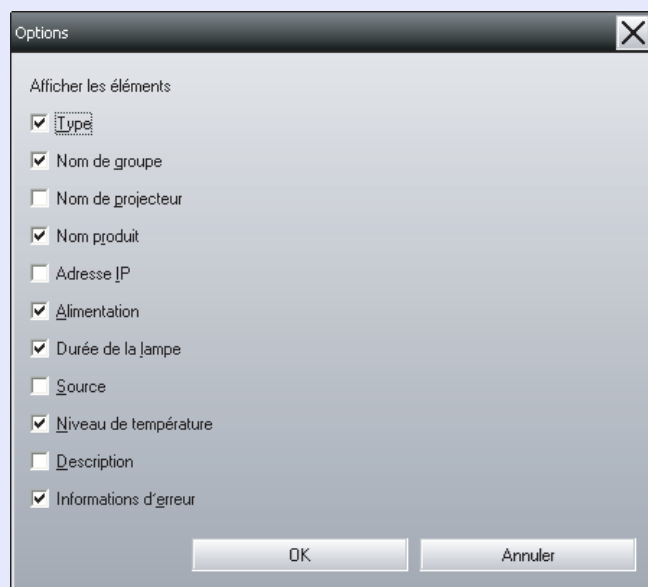 Options
Afficher les éléments
Type
Nom de groupe
Nom de projecteur
Nom produit
Adresse IP
Alimentation
Durée de la lampe
Source
Niveau de température
Description
Informations d'erreur
OK Annuler